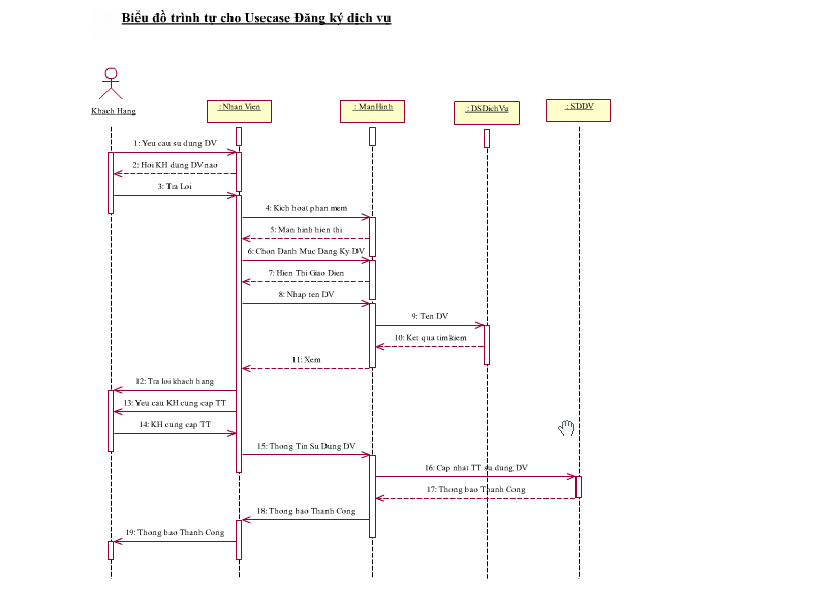 Biểu đồ trình tự cho Usecase Đăng ký dịch vụ
Khach Hang
: Nhan Vien
: ManHinh
: DSDichVu
: SDDV
1: Yeu cau su dung DV
2: Hoi KH dung DV nao
3: Tra Loi
4: Kich hoat phan mem
5: Man hinh hien thi
6: Chon Danh Muc Dang Ky DV
7: Hien Thi Giao Dien
8: Nhap ten DV
9: Ten DV
10: Ket qua tim kiem
11: Xem
12: Tra loi khach hang
13: Yeu cau KH cung cap TT
14: KH cung cap TT
15: Thong Tin Su Dung DV
16: Cap nhat TT su dung DV
17: Thong bao Thanh Cong
18: Thong bao Thanh Cong
19: Thong bao Thanh Cong